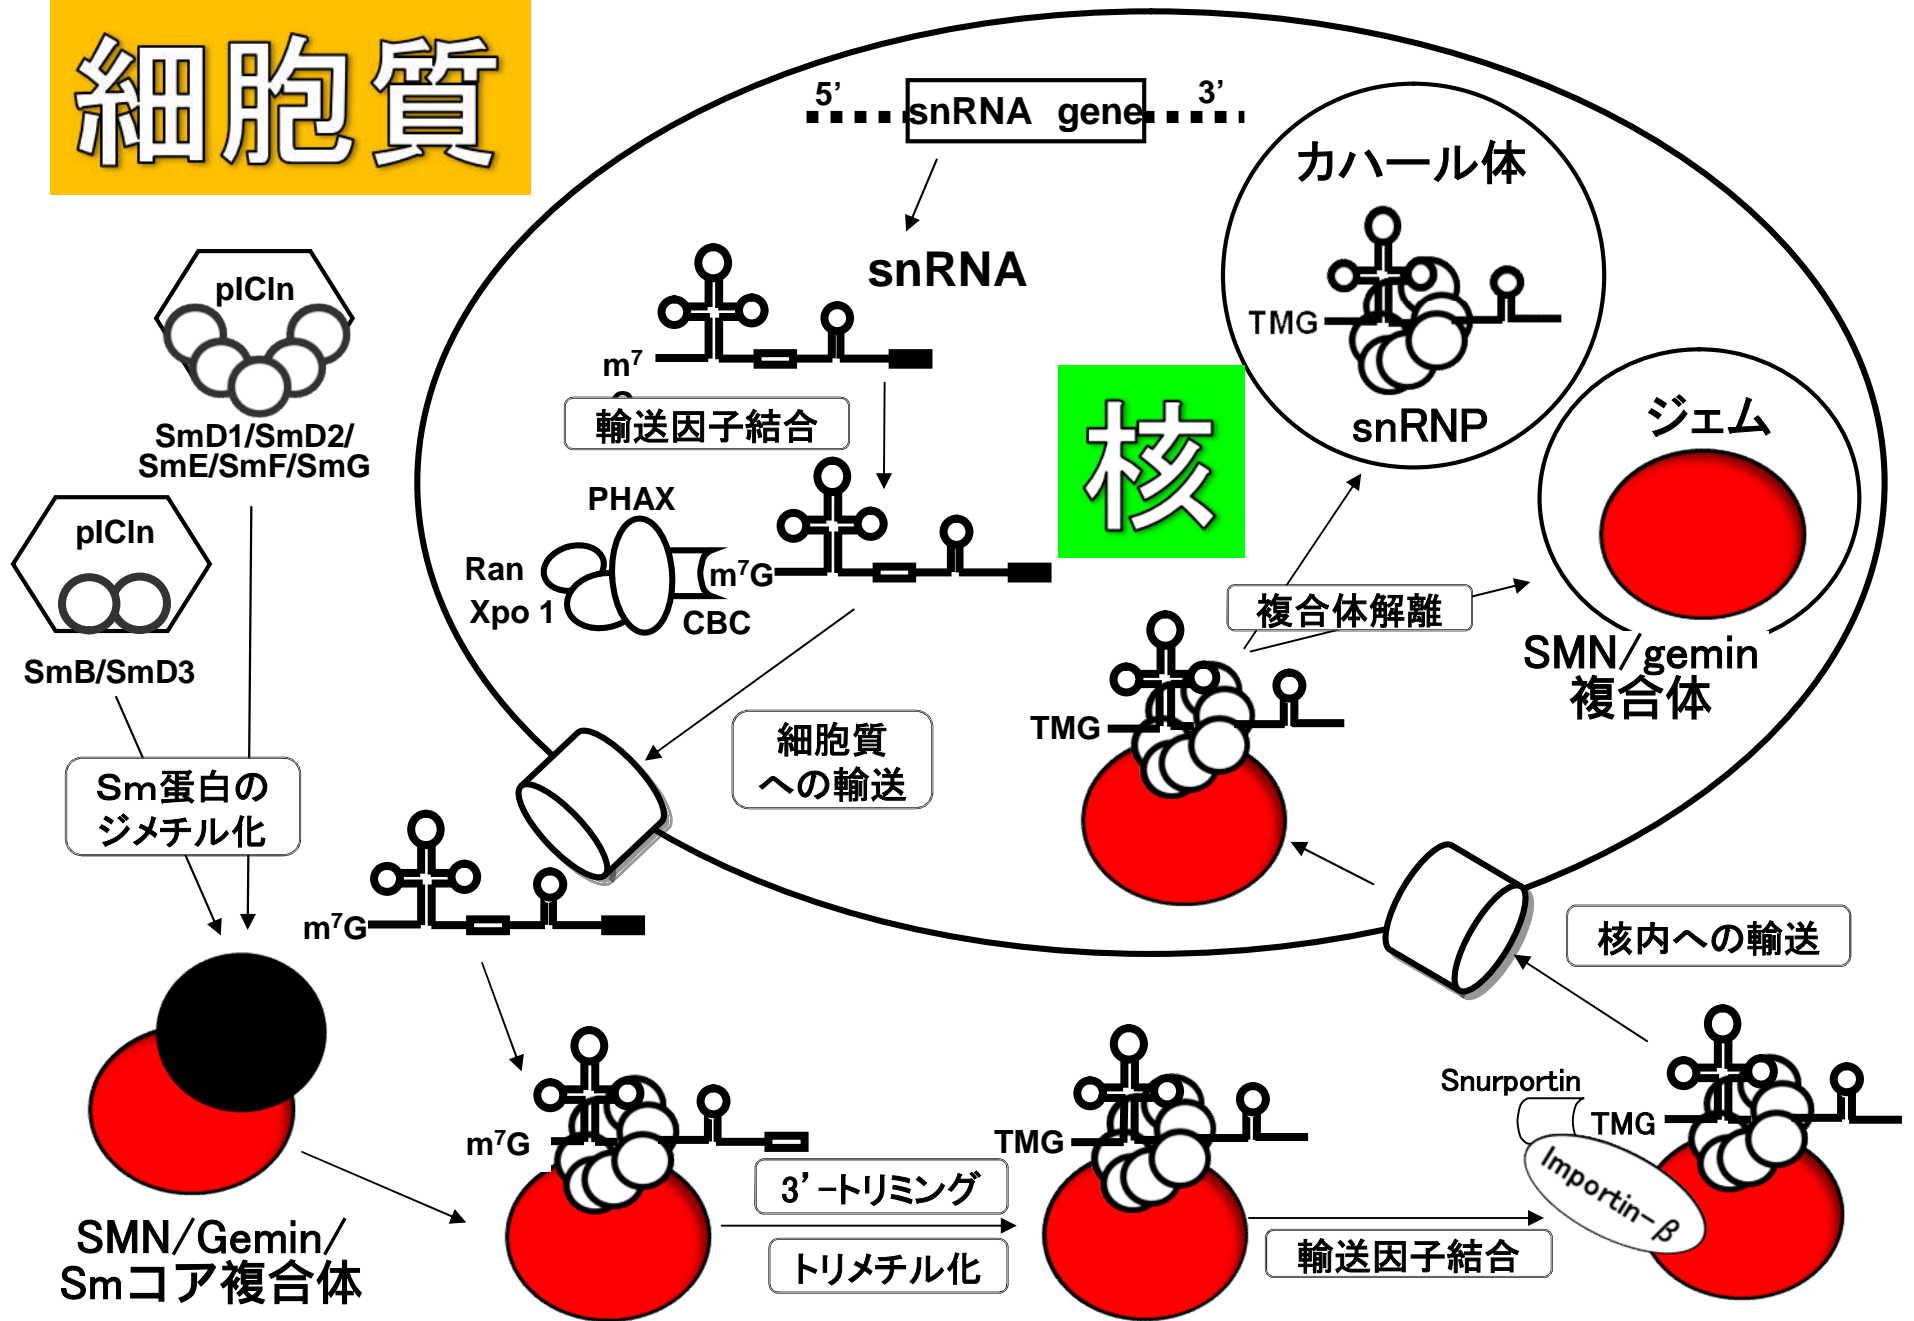 細胞質
5’
snRNA gene
3’
カハール体
snRNA
TMG
snRNP
m7
輸送因子結合
核
ジェム
SMN/gemin
複合体
pICln
SmD1/SmD2/
SmE/SmF/SmG
pICln
SmB/SmD3
PHAX
Ran
Xpo 1
m7G
CBC
複合体解離
TMG
細胞質
への輸送
Sm蛋白の
ジメチル化
m7G
核内への輸送
SMN/Gemin/
Smコア複合体
m7G
3’-トリミング
トリメチル化
TMG
輸送因子結合
Snurportin
TMG
Importin-β